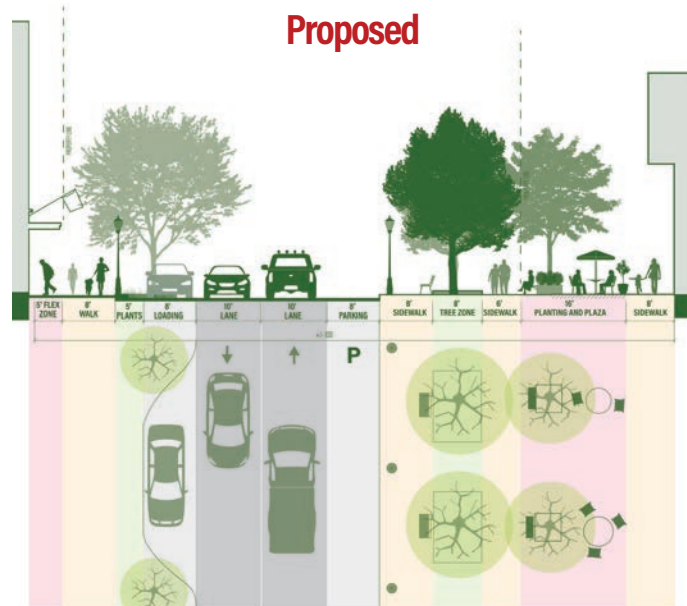 Proposed
5' FLEX
ZONE
8'
WALK
5'
PLANTS
8'
LOADING
10'
LANE
10'
LANE
8'
PARKING
8'
SIDEWALK
8'
TREE ZONE
6'
SIDEWALK
16'
PLANTING AND PLAZA
8'
SIDEWALK
P